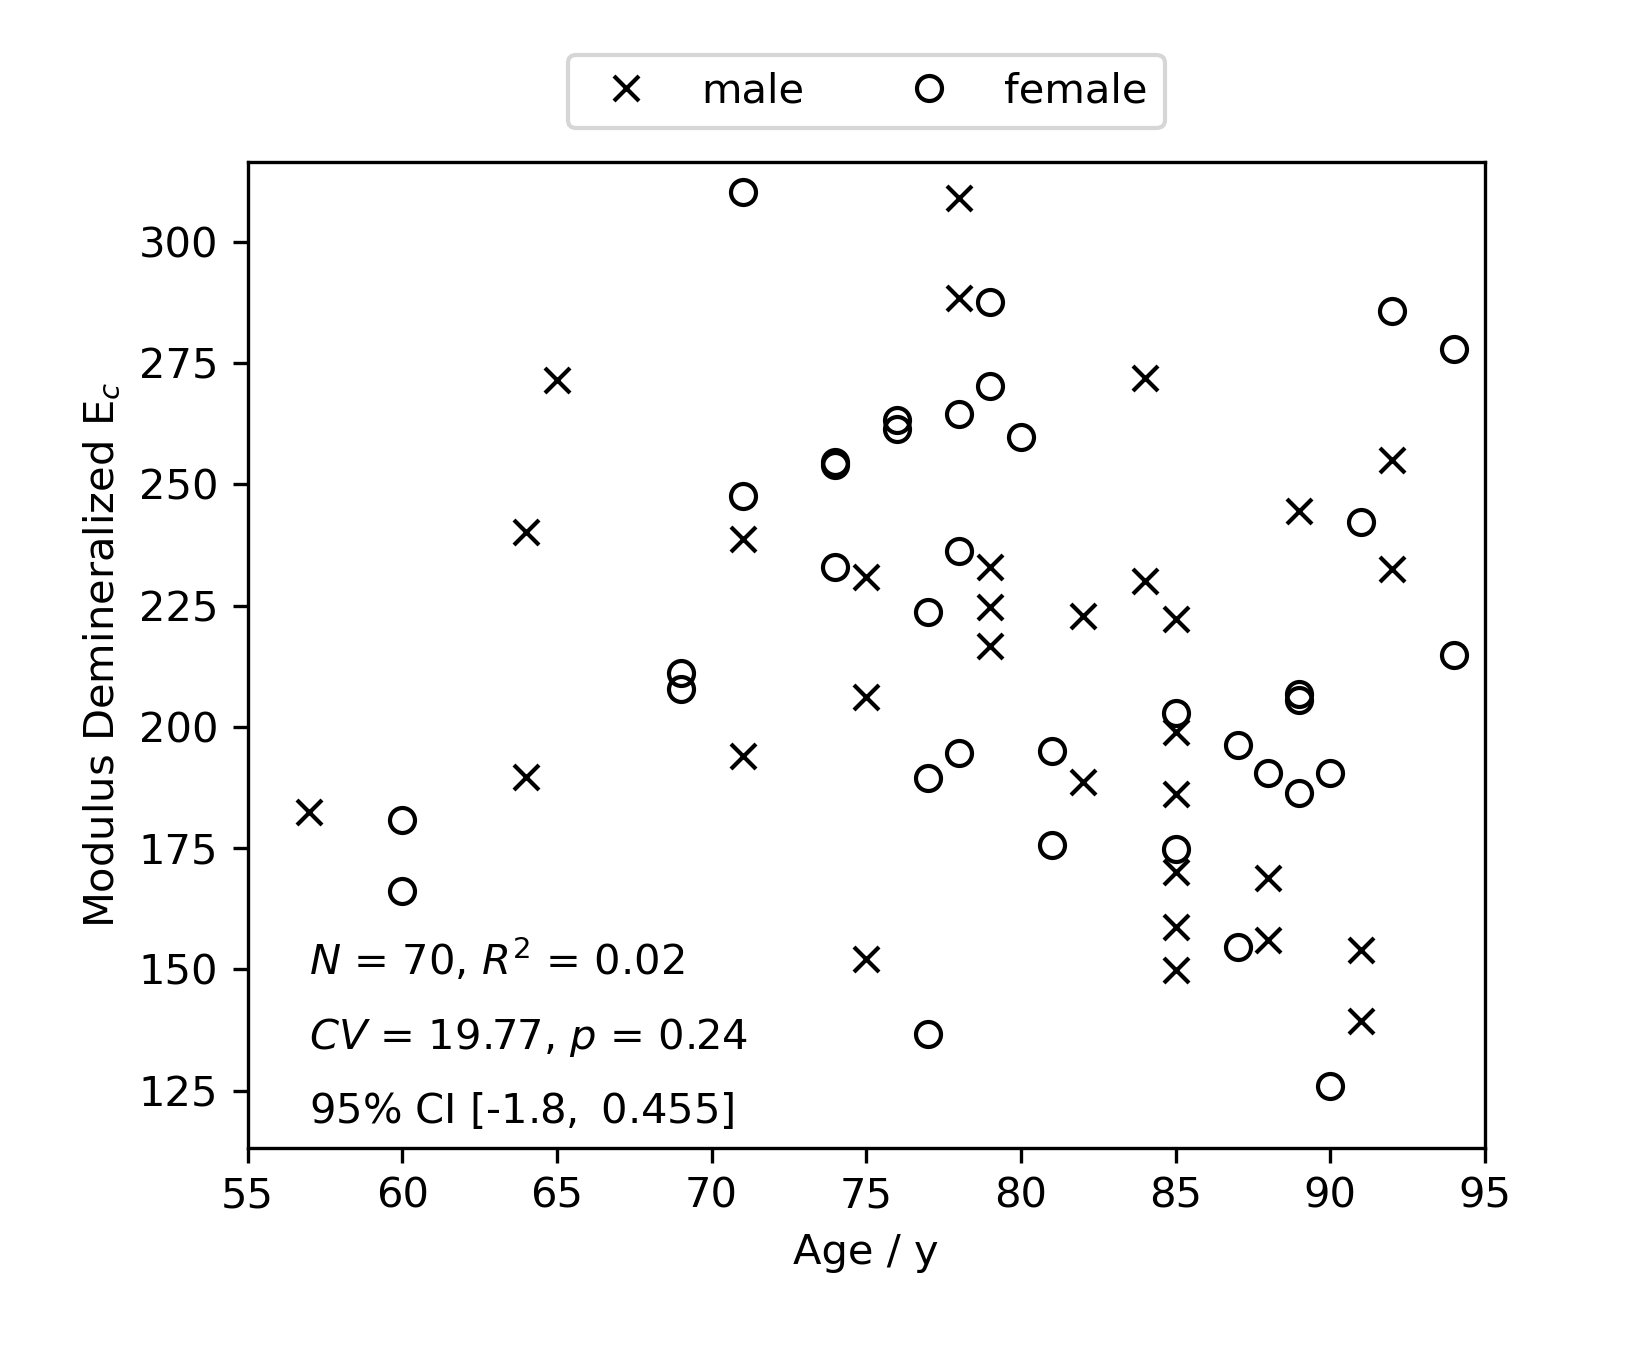 male female
300
275
250
225
200
175
150
125
Modulus Demineralized E_c
N = 70, R² = 0.02
CV = 19.77, p = 0.24
95% CI [-1.8, 0.455]
55 60 65 70 75 80 85 90 95
Age / y